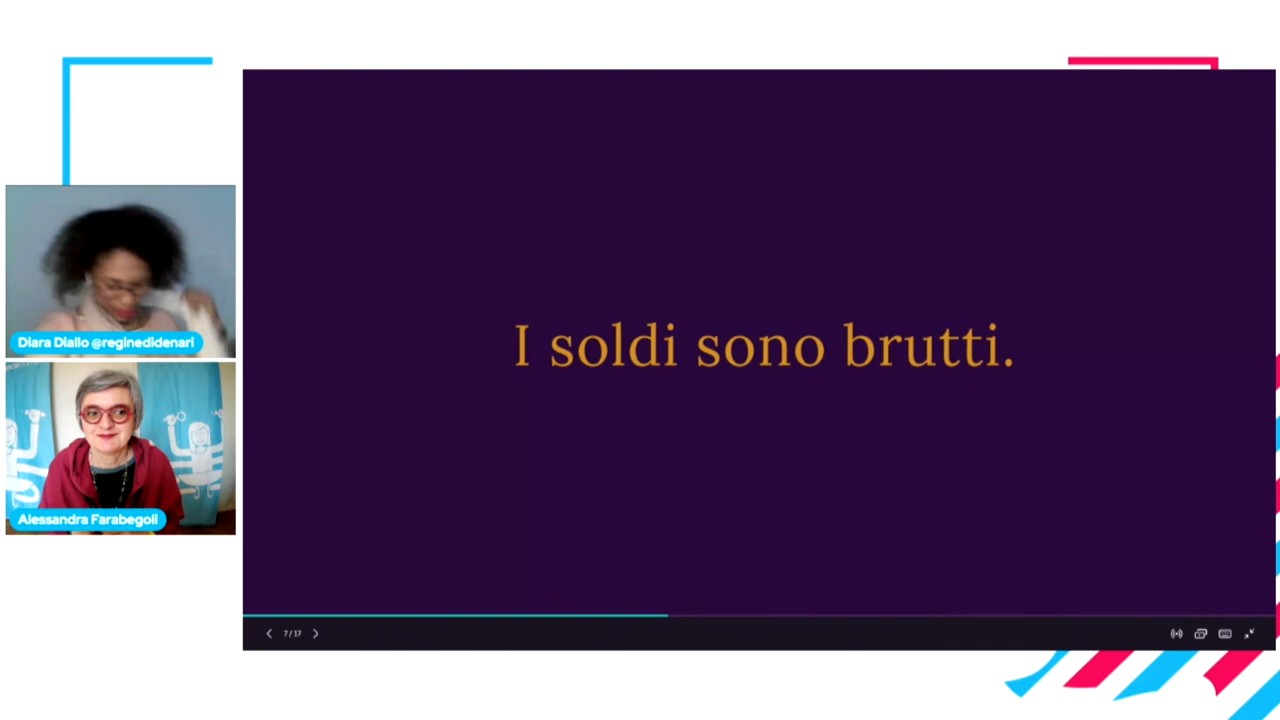 Diara Diallo @reginedidenari
Alessandra Farabegoli
I soldi sono brutti.
7/17